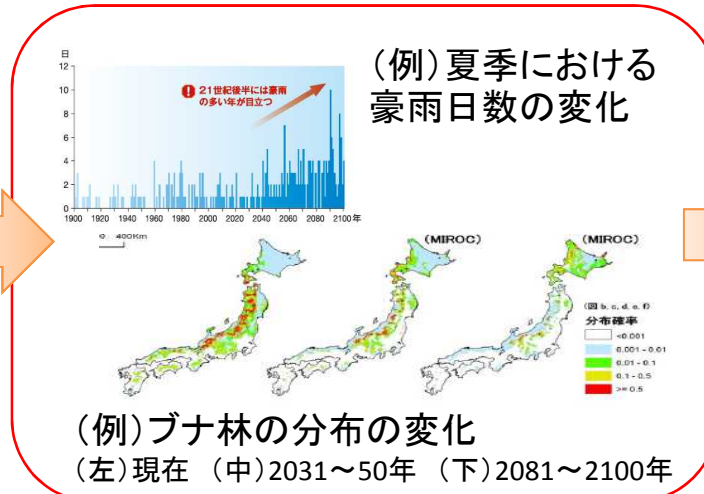 日
12
10
8
6
4
2
0
1900 1920 1940 1960 1980 2000 2020 2040 2060 2080 2100年
21世紀後半には豪雨
の多い年が目立つ
(例)夏季における
豪雨日数の変化
0 400Km
(MIROC)
(MIROC)
(図 b, c, d, e, f)
分布確率
<0.001
0.001 - 0.01
0.01 - 0.1
0.1 - 0.5
>= 0.5
(例)ブナ林の分布の変化
(左)現在 (中)2031～50年 (下)2081～2100年